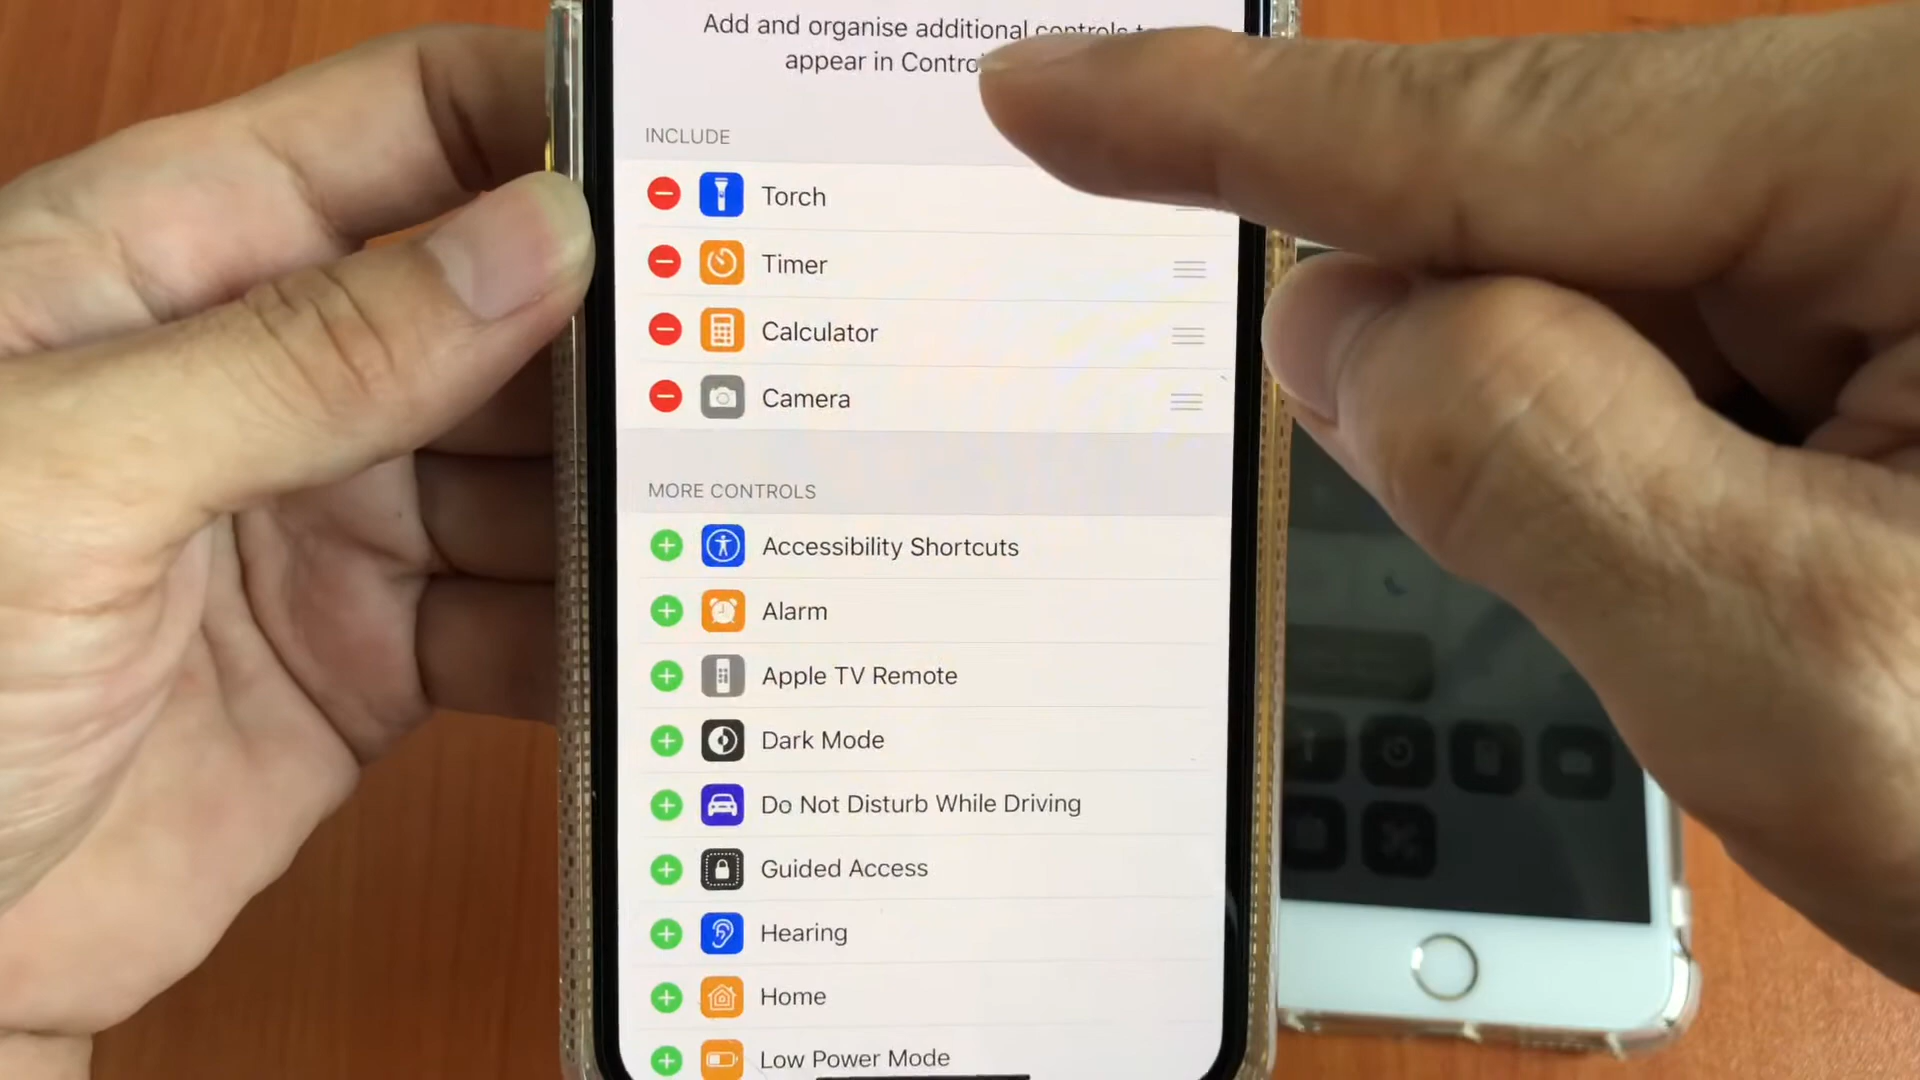 Add and organise additional controls
appear in
INCLUDE
Torch
Timer
Calculator
Camera
MORE CONTROLS
Accessibility Shortcuts
Alarm
Apple TV Remote
Dark Mode
Do Not Disturb While Driving
Guided Access
Hearing
Home
Low Power Mode